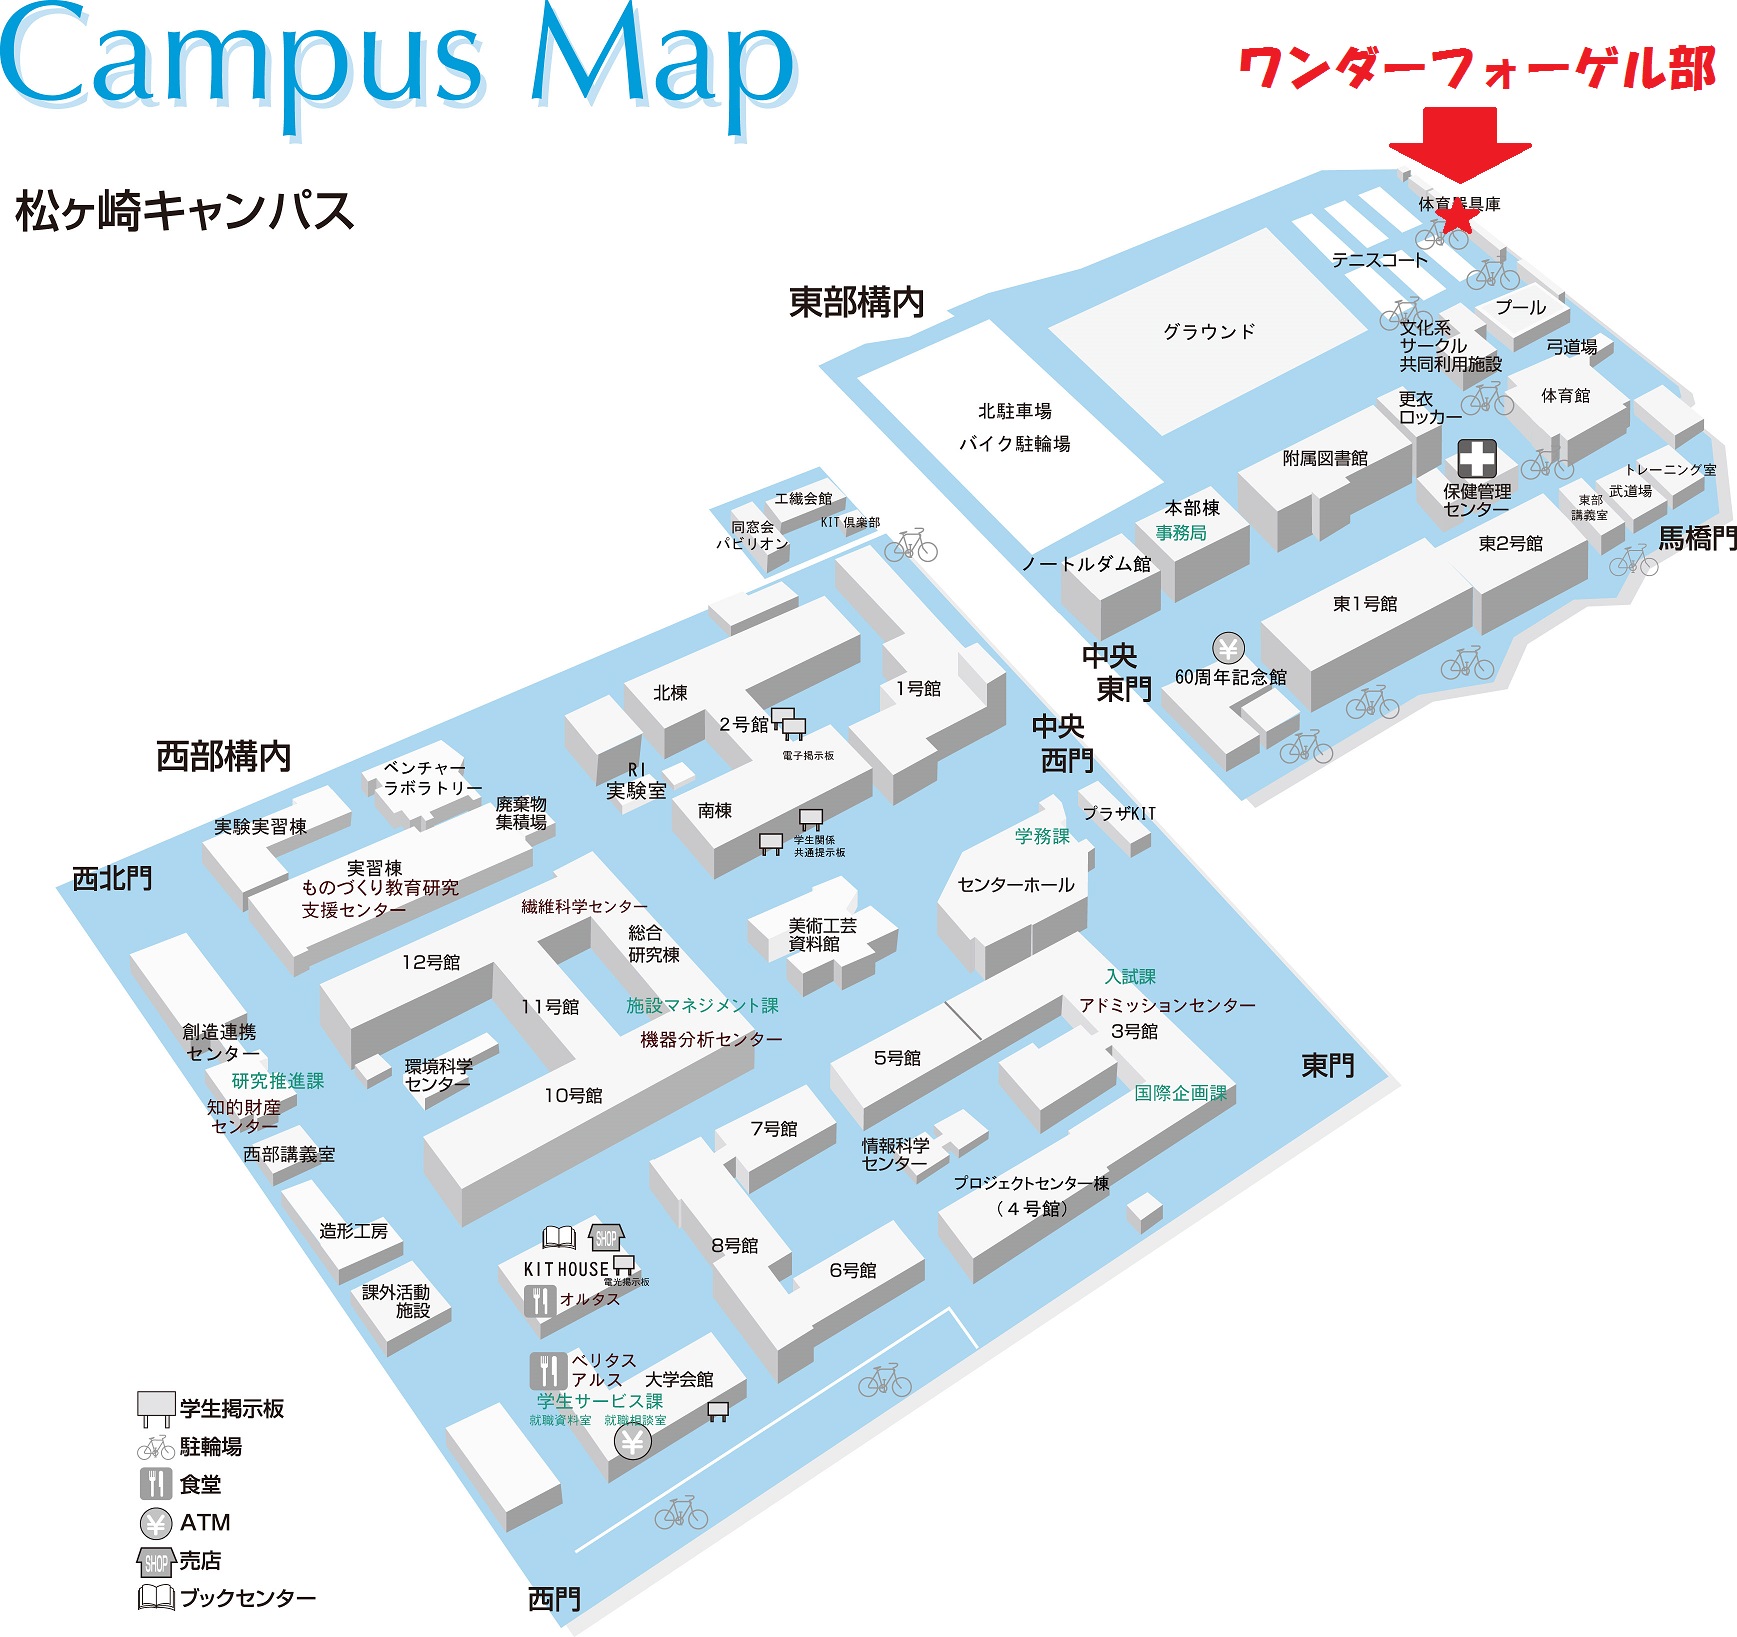 Campus Map
ワンダーフォーゲル部
松ヶ崎キャンパス
体育器具庫
テニスコート
東部構内
プール
グラウンド
文化系
サークル
共同利用施設
弓道場
体育館
更衣
ロッカー
北駐車場
バイク駐輪場
附属図書館
トレーニング室
保健管理
センター
武道場
東部
講義室
工繊会館
KIT倶楽部
同窓会
パビリオン
本部棟
事務局
馬橋門
東2号館
ノートルダム館
東1号館
中央
東門
¥
60周年記念館
1号館
北棟
2号館
電子掲示板
中央
西門
西部構内
ベンチャー
ラボラトリー
RI
実験室
廃棄物
集積場
南棟
学生関係
共通提示板
プラザKIT
実験実習棟
学務課
西北門
実習棟
ものづくり教育研究
支援センター
センターホール
繊維科学センター
総合
研究棟
美術工芸
資料館
12号館
11号館
施設マネジメント課
機器分析センター
入試課
アドミッションセンター
3号館
創造連携
センター
環境科学
センター
5号館
東門
研究推進課
知的財産
センター
10号館
国際企画課
西部講義室
7号館
情報科学
センター
プロジェクトセンター棟
(4号館)
造形工房
SHOP
8号館
KIT HOUSE
電光掲示板
6号館
オルタス
課外活動
施設
ベリタス
アルス
大学会館
学生サービス課
就職資料室 就職相談室
¥
学生掲示板
駐輪場
食堂
¥ ATM
SHOP 売店
ブックセンター
西門